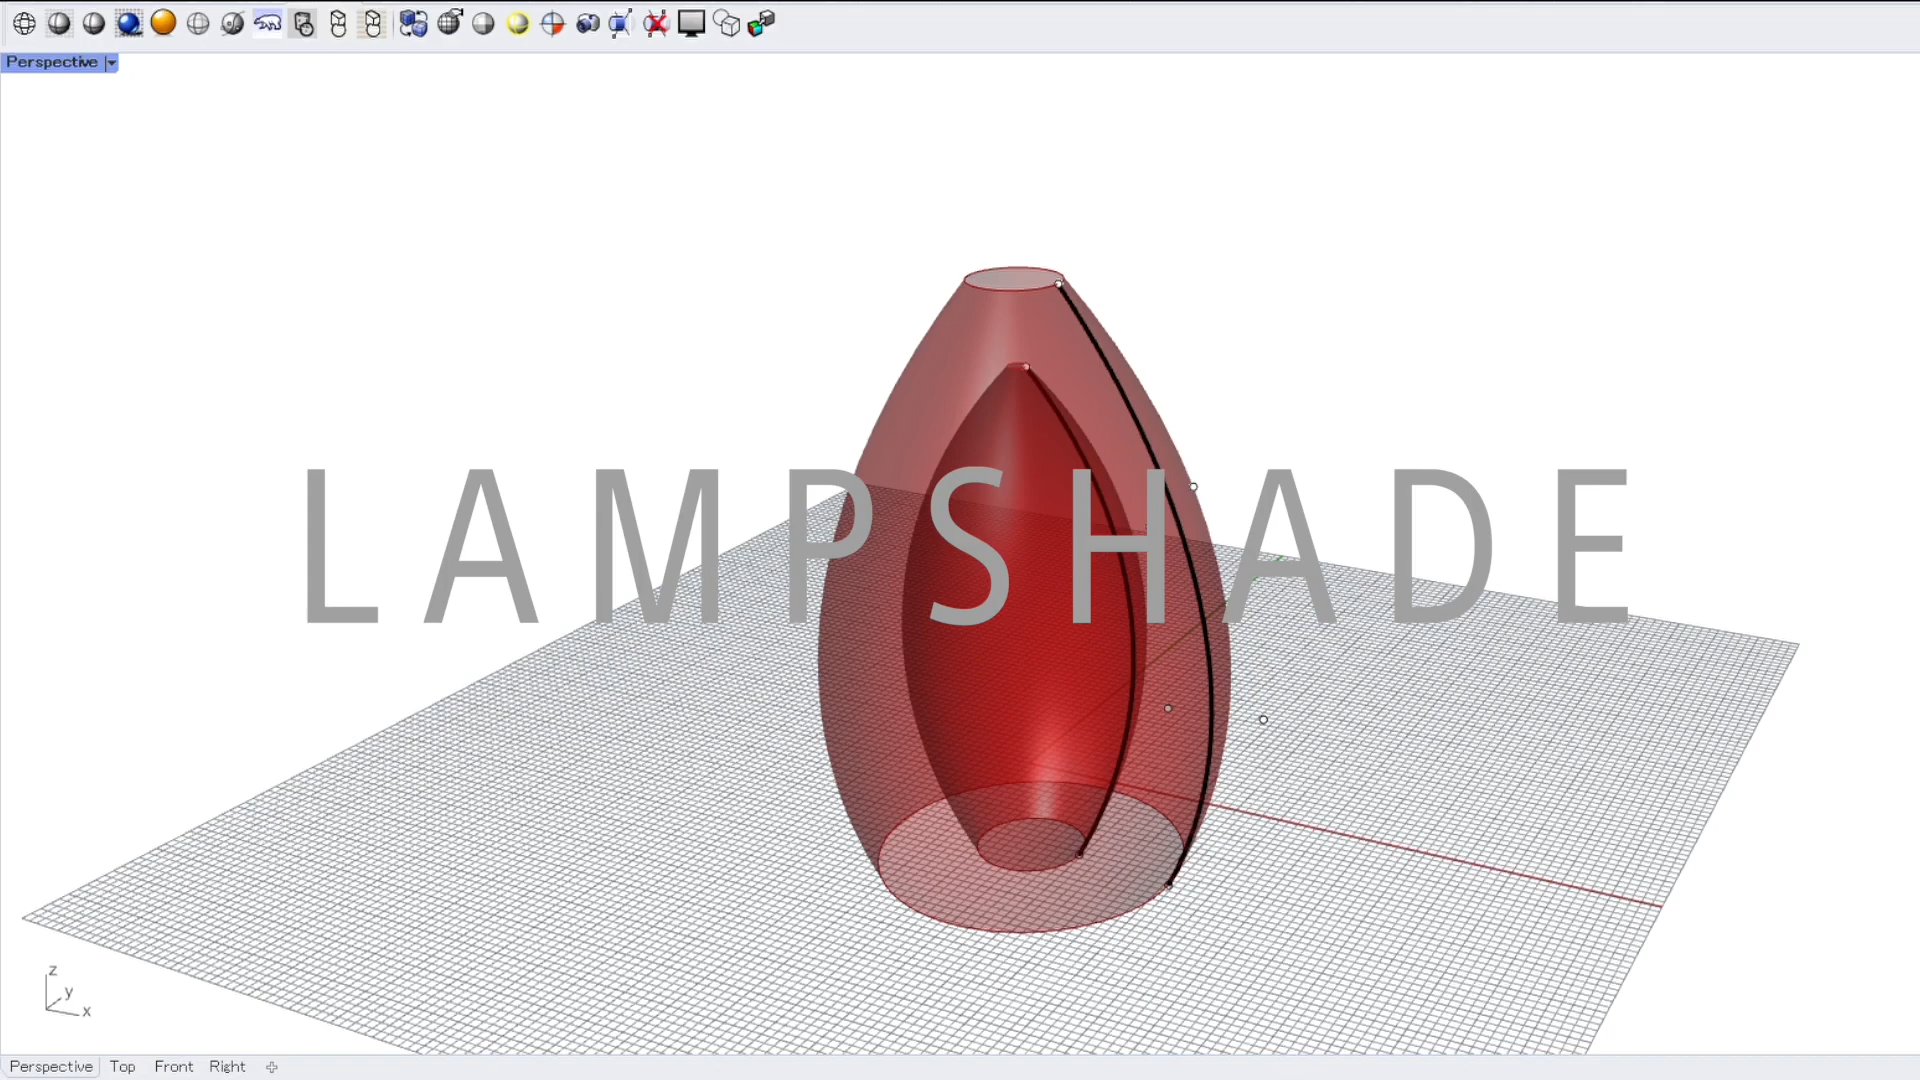 Perspective
LAMPSHADE
z
y
x
Perspective Top Front Right